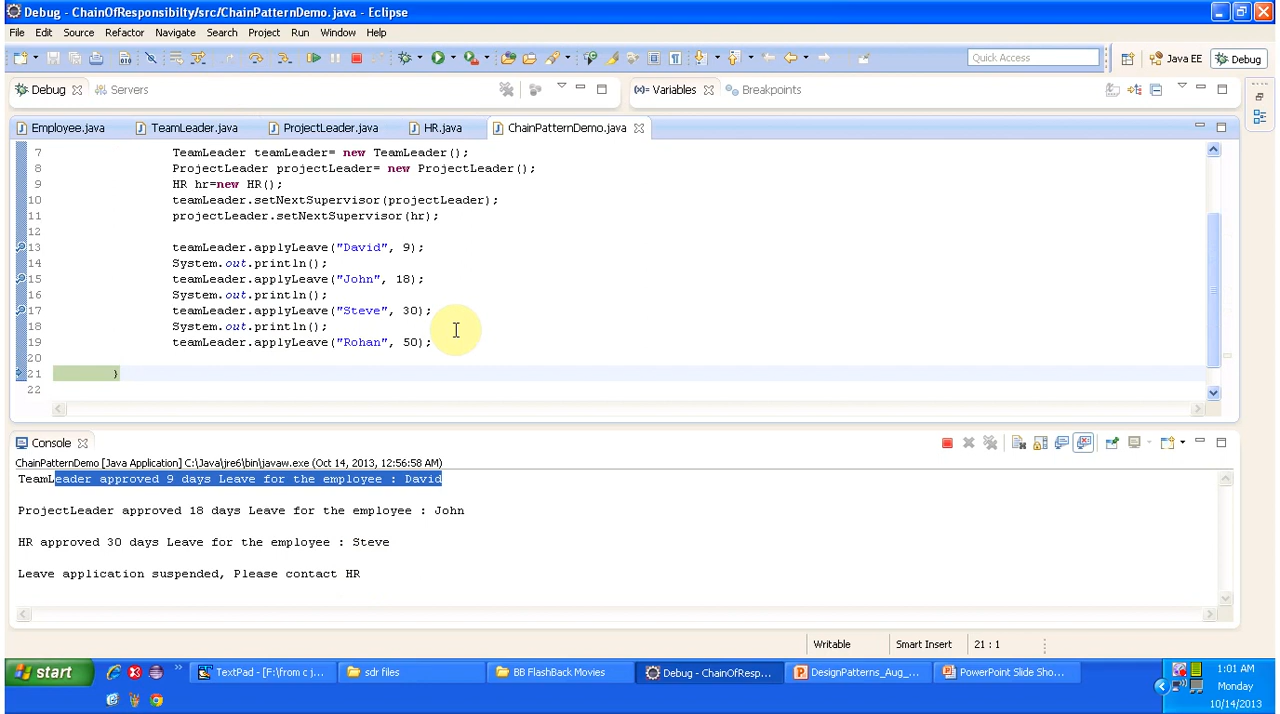 Debug - ChainOfResponsibilty/src/ChainPatternDemo.java - Eclipse
File Edit Source Refactor Navigate Search Project Run Window Help
Quick Access
Java EE
Debug
Debug
Servers
(x)= Variables
Breakpoints
Employee.java
TeamLeader.java
ProjectLeader.java
HR.java
ChainPatternDemo.java
7 TeamLeader teamLeader= new TeamLeader();
8 ProjectLeader projectLeader= new ProjectLeader();
9 HR hr=new HR();
10 teamLeader.setNextSupervisor(projectLeader);
11 projectLeader.setNextSupervisor(hr);
12
13 teamLeader.applyLeave("David", 9);
14 System.out.println();
15 teamLeader.applyLeave("John", 18);
16 System.out.println();
17 teamLeader.applyLeave("Steve", 30);
18 System.out.println();
19 teamLeader.applyLeave("Rohan", 50);
20
21 }
22
Console
ChainPatternDemo [Java Application] C:\Java\jre6\bin\javaw.exe (Oct 14, 2013, 12:56:58 AM)
TeamLeader approved 9 days Leave for the employee : David
ProjectLeader approved 18 days Leave for the employee : John
HR approved 30 days Leave for the employee : Steve
Leave application suspended, Please contact HR
Writable
Smart Insert
21 : 1
start
TextPad - [F:\from c j...
sdr files
BB FlashBack Movies
Debug - ChainOfResp...
DesignPatterns_Aug_...
PowerPoint Slide Sho...
1:01 AM
Monday
10/14/2013